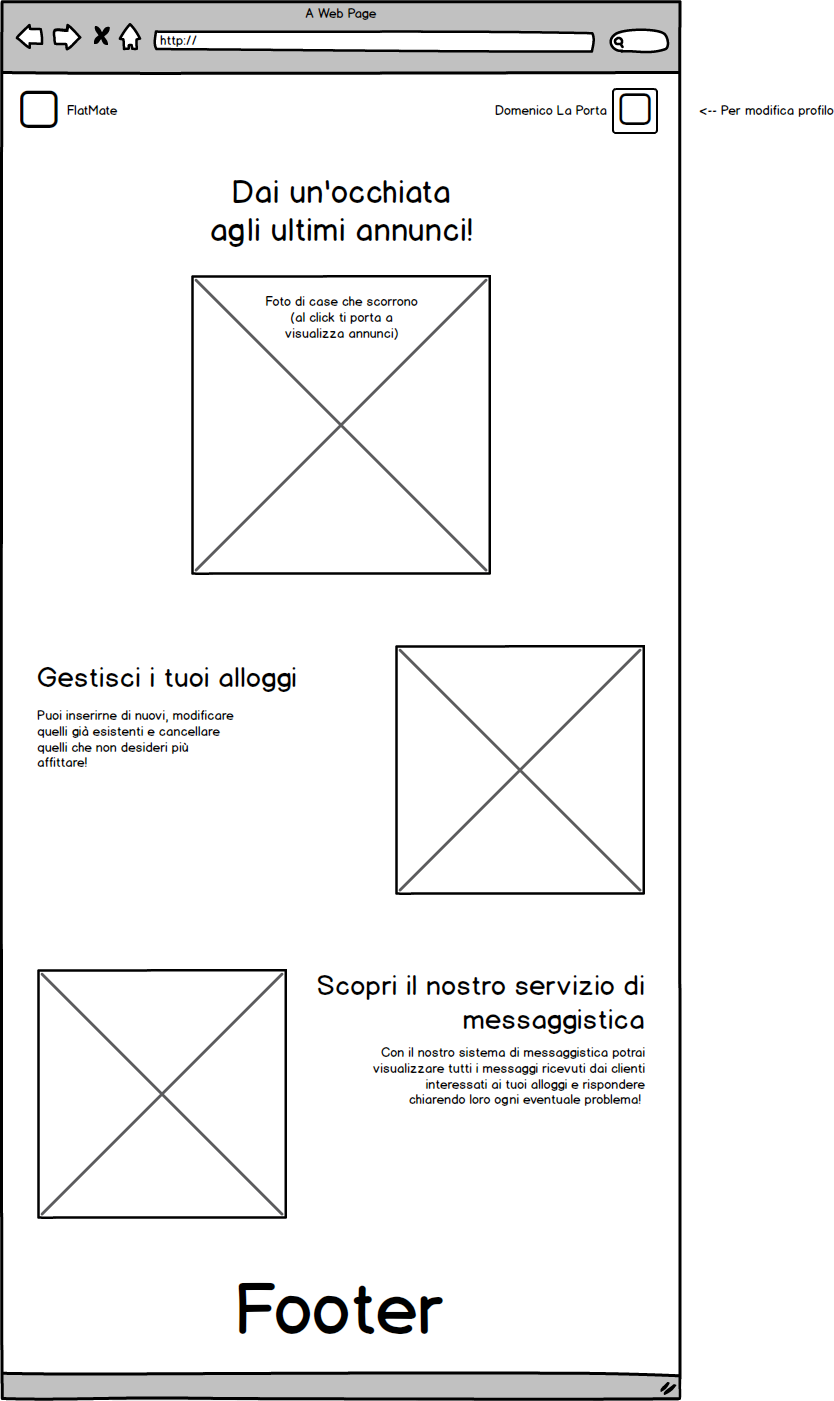 A Web Page
http://
FlatMate
Domenico La Porta
<-- Per modifica profilo
Dai un'occhiata
agli ultimi annunci!
Foto di case che scorrono
(al click ti porta a
visualizza annunci)
Gestisci i tuoi alloggi
Puoi inserirne di nuovi, modificare
quelli già esistenti e cancellare
quelli che non desideri più
affittare!
Scopri il nostro servizio di
messaggistica
Con il nostro sistema di messaggistica potrai
visualizzare tutti i messaggi ricevuti dai clienti
interessati ai tuoi alloggi e rispondere
chiarendo loro ogni eventuale problema!
Footer